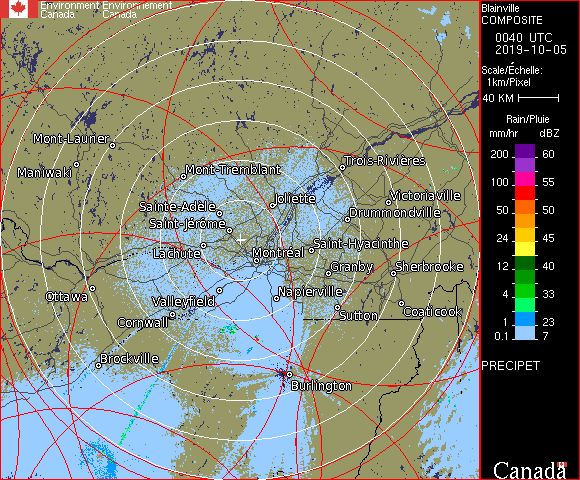 Environment Environnement
Canada Canada
Blainville
COMPOSITE
0040 UTC
2019-10-05
Scale/Échelle:
1km/Pixel
40 KM
Rain/Pluie
mm/hr dBZ
200 60
100 55
50 50
24 45
12 40
4 33
1 23
0.1 7
PRECIPET
Canada
Mont-Laurier
Maniwaki
Mont-Tremblant
Trois-Rivieres
Joliette
Victoriaville
Sainte-Adele
Drummondville
Saint-Jérôme
Saint-Hyacinthe
Lachute
Montréal
Granby
Sherbrooke
Ottawa
Valleyfield
Napierville
Cornwall
Sutton
Coaticook
Brockville
Burlington